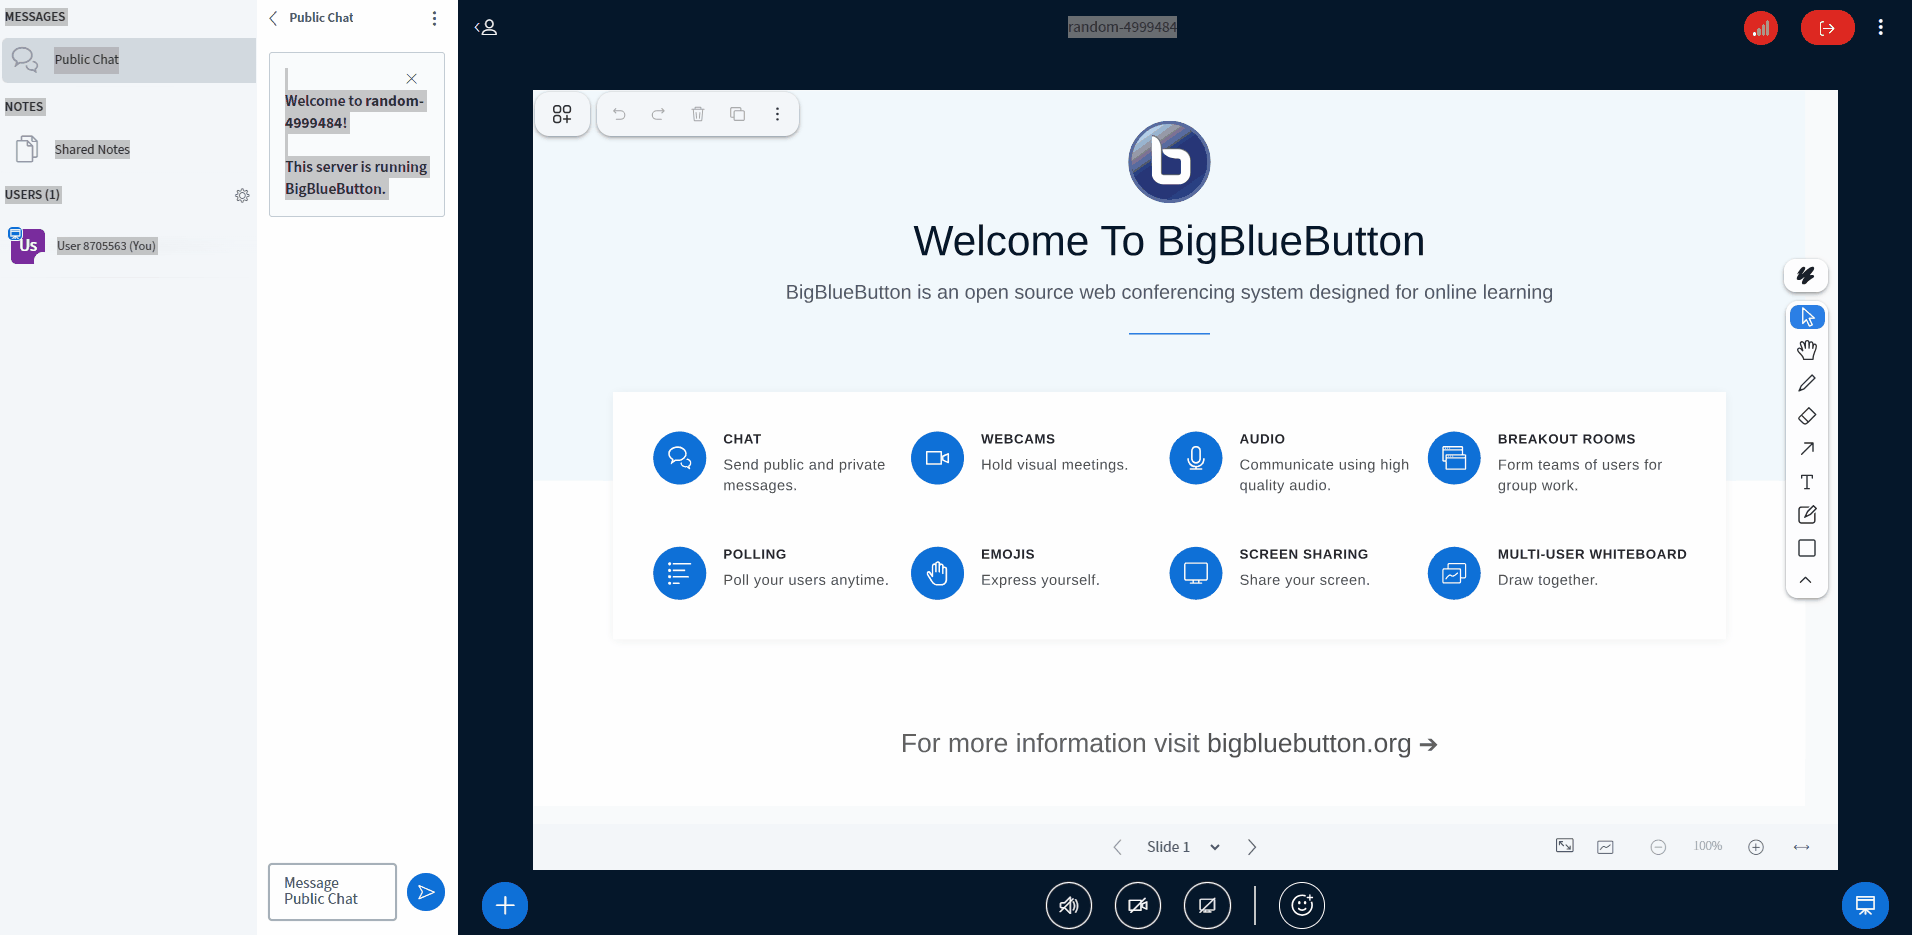 MESSAGES
Public Chat
NOTES
Shared Notes
USERS (1)
Us
User 8705563 (You)
Public Chat
Welcome to random-
4999484!
This server is running
BigBlueButton.
Message
Public Chat
random-4999484
Welcome To BigBlueButton
BigBlueButton is an open source web conferencing system designed for online learning
CHAT
Send public and private
messages.
WEBCAMS
Hold visual meetings.
AUDIO
Communicate using high
quality audio.
BREAKOUT ROOMS
Form teams of users for
group work.
POLLING
Poll your users anytime.
EMOJIS
Express yourself.
SCREEN SHARING
Share your screen.
MULTI-USER WHITEBOARD
Draw together.
For more information visit bigbluebutton.org ➔
Slide 1
100%